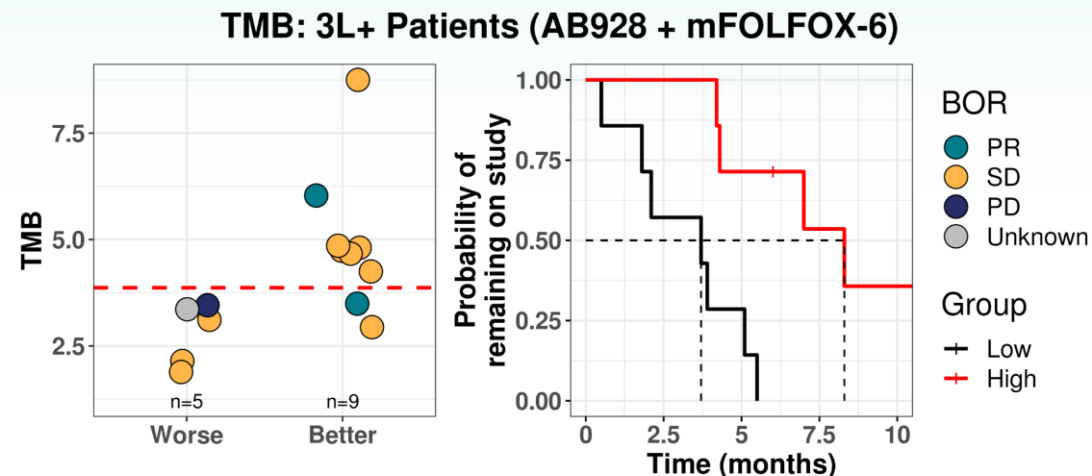 TMB: 3L+ Patients (AB928 + mFOLFOX-6)
TMB
7.5
5.0
2.5
n=5
n=9
Worse
Better
Probability of
remaining on study
1.00
0.75
0.50
0.25
0.00
0
2.5
5
7.5
10
Time (months)
BOR
PR
SD
PD
Unknown
Group
Low
High